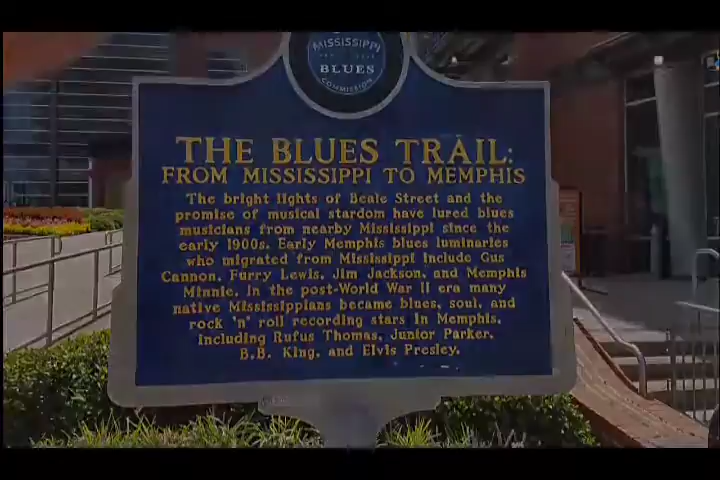 MISSISSIPPI
BLUES
COMMISSION
THE BLUES TRAIL:
FROM MISSISSIPPI TO MEMPHIS
The bright lights of Beale Street and the
promise of musical stardom have lured blues
musicians from nearby Mississippi since the
early 1900s. Early Memphis blues luminaries
who migrated from Mississippi include Gus
Cannon, Furry Lewis, Jim Jackson, and Memphis
Minnie. In the post-World War II era many
native Mississippians became blues, soul, and
rock 'n' roll recording stars in Memphis,
including Rufus Thomas, Junior Parker,
B.B. King, and Elvis Presley.